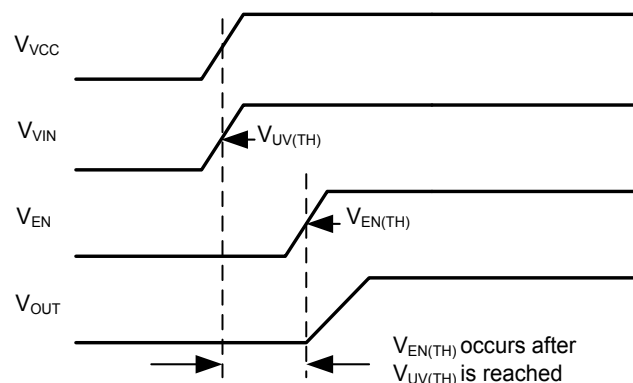 VVCC
VVIN
VUV(TH)
VEN
VEN(TH)
VOUT
VEN(TH) occurs after
VUV(TH) is reached